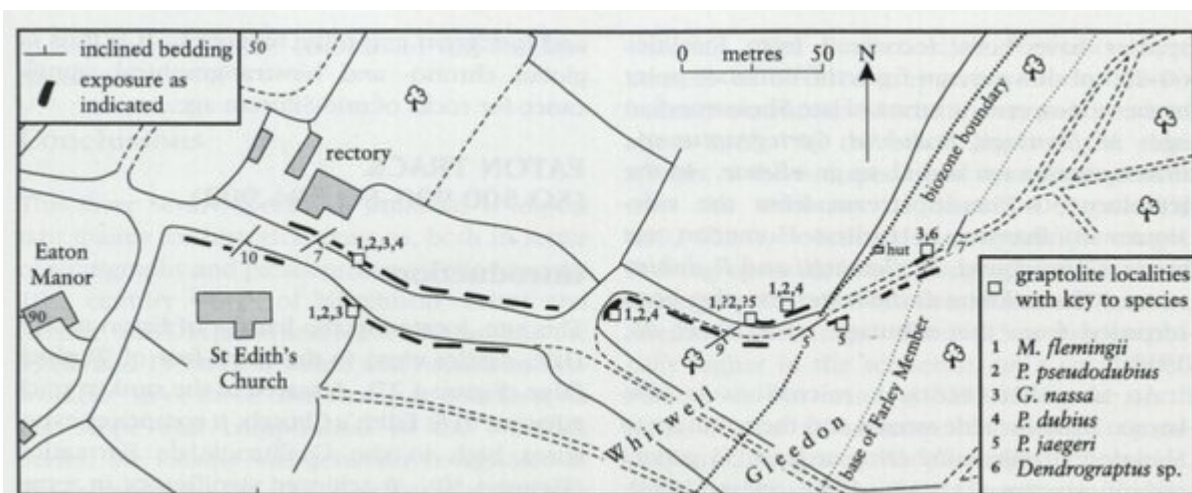 inclined bedding
exposure as
indicated
50
0 metres 50
N
rectory
biozone boundary
Eaton
Manor
90
St Edith's
Church
10
7
1,2,3,4
1,2,3
1,2,4
1,?2,?5
1,2,4
3,6
5
5
7
base of Farley Member
Whitwell
Gleedon
graptolite localities
with key to species
1 M. flemingii
2 P. pseudodubius
3 G. nassa
4 P. dubius
5 P. jaegeri
6 Dendrograptus sp.